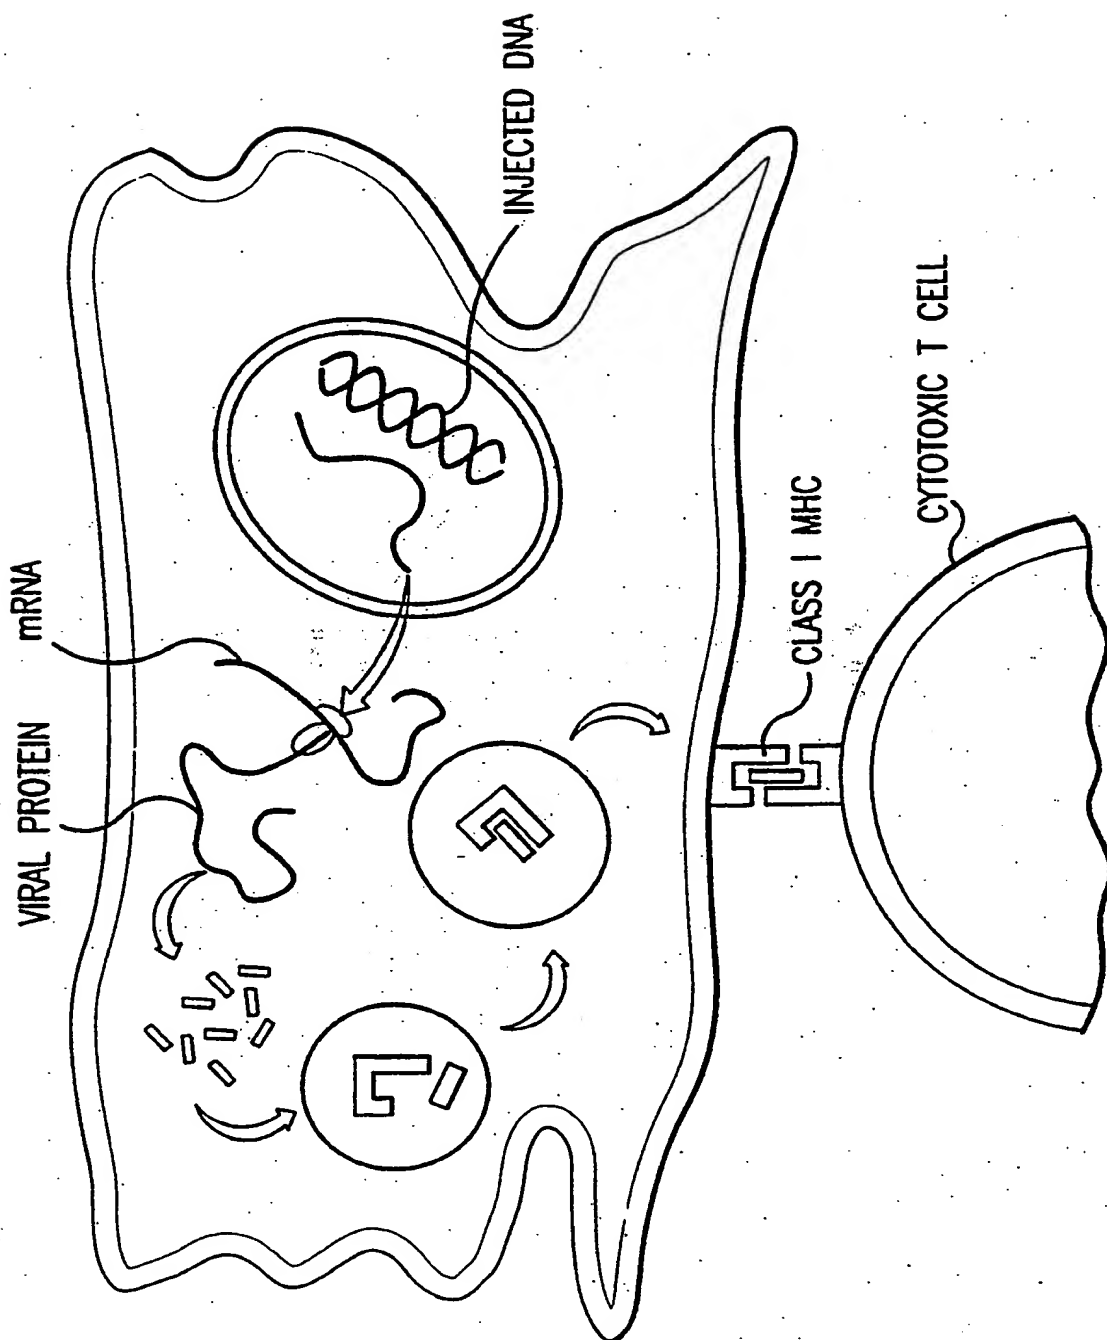 VIRAL PROTEIN
mRNA
INJECTED DNA
CLASS I MHC
CYTOTOXIC T CELL